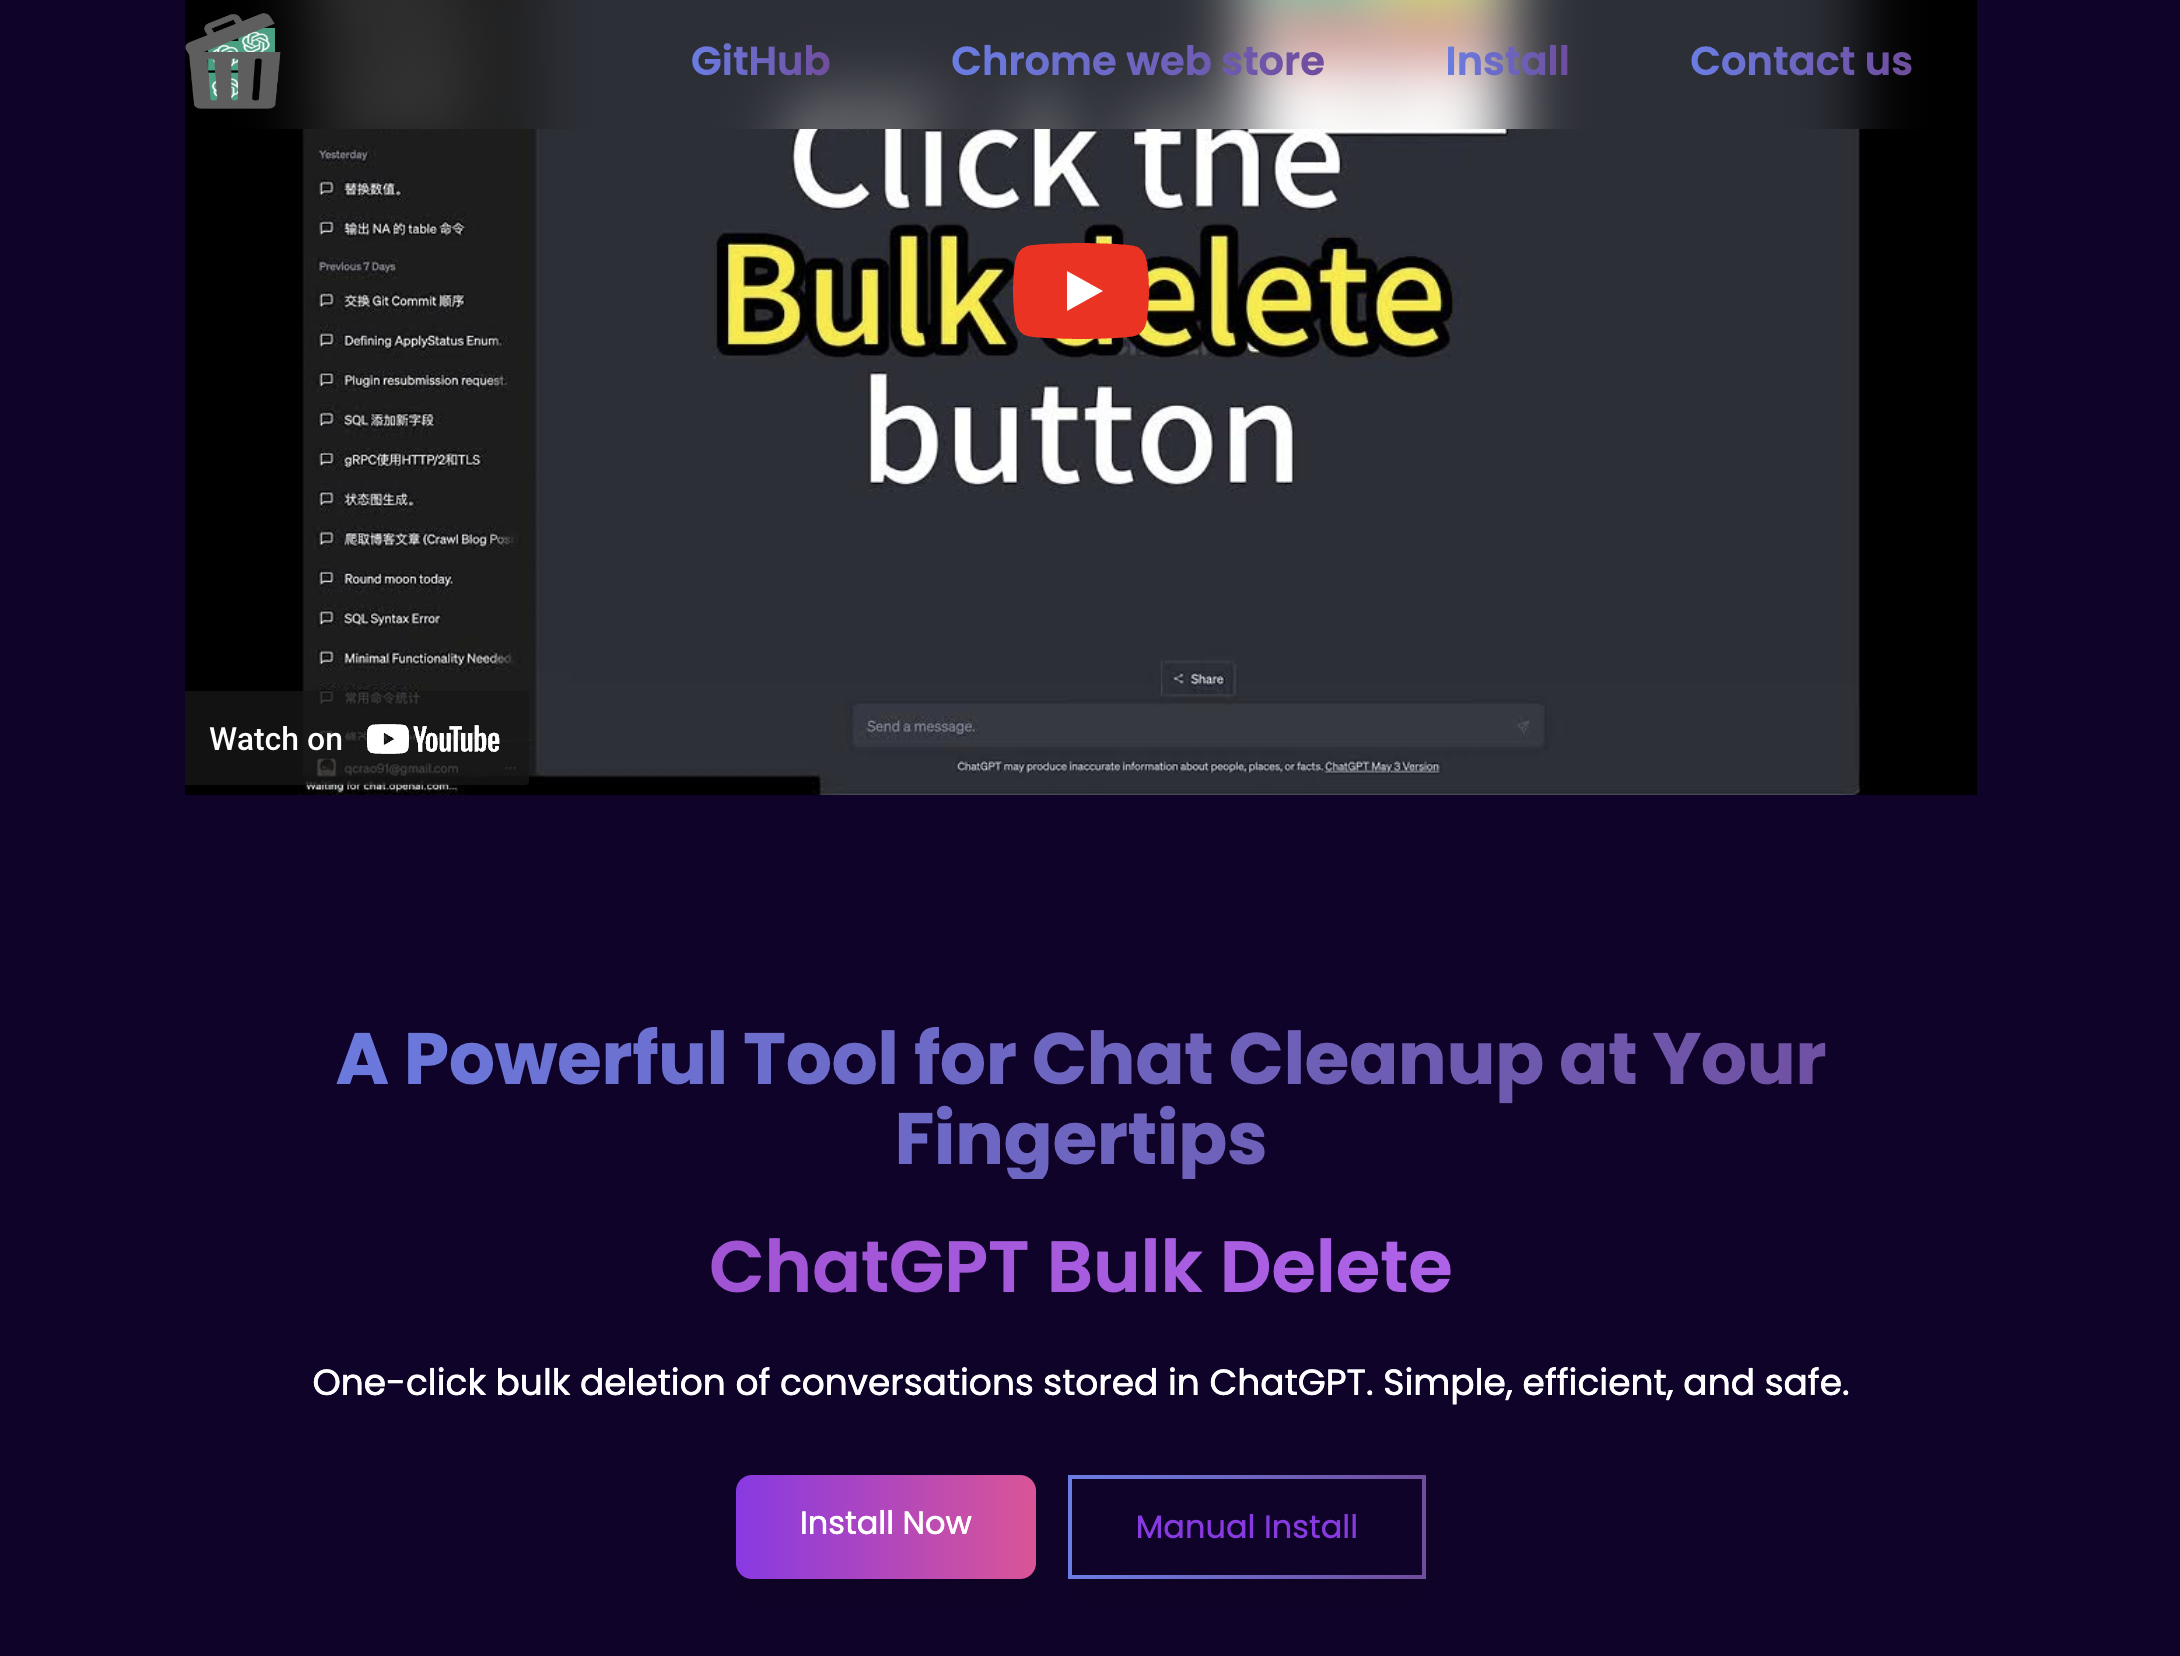 GitHub
Chrome web store
Install
Contact us
Click the
Bulk delete
button
Yesterday
替换数值。
输出 NA 的 table 命令
Previous 7 Days
交换 Git Commit 顺序
Defining ApplyStatus Enum.
Plugin resubmission request.
SQL 添加新字段
gRPC使用HTTP/2和TLS
状态图生成。
爬取博客文章 (Crawl Blog Pos
Round moon today.
SQL Syntax Error
Minimal Functionality Needed
常用命令统计
qcrao91@gmail.com
Waiting for chat.openai.com...
Watch on YouTube
Share
Send a message.
ChatGPT may produce inaccurate information about people, places, or facts. ChatGPT May 3 Version
A Powerful Tool for Chat Cleanup at Your
Fingertips
ChatGPT Bulk Delete
One-click bulk deletion of conversations stored in ChatGPT. Simple, efficient, and safe.
Install Now
Manual Install